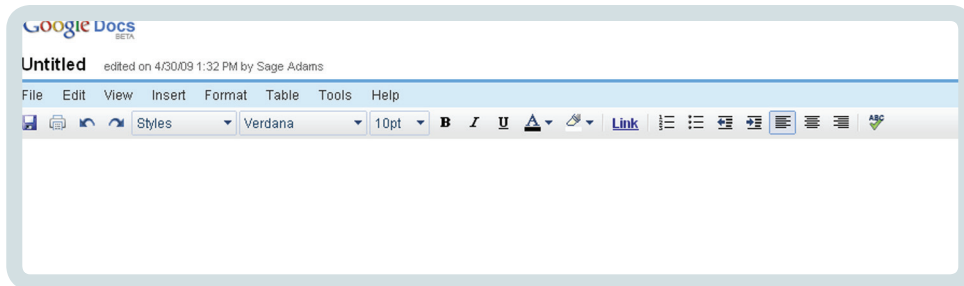 Google Docs
BETA
Untitled edited on 4/30/09 1:32 PM by Sage Adams
File Edit View Insert Format Table Tools Help
Styles Verdana 10pt B I U A Link ABC